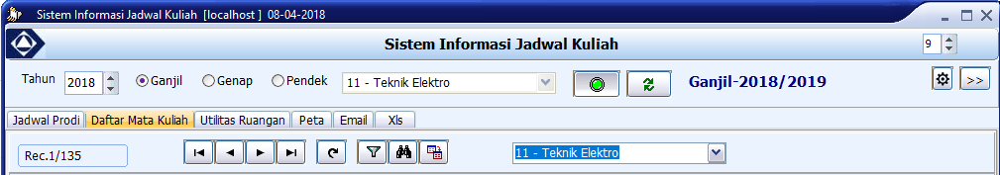 Sistem Informasi Jadwal Kuliah [localhost ] 08-04-2018
Sistem Informasi Jadwal Kuliah 9
Tahun 2018 Ganjil Genap Pendek 11 - Teknik Elektro Ganjil-2018/2019 >>
Jadwal Prodi Daftar Mata Kuliah Utilitas Ruangan Peta Email Xls
Rec.1/135 11 - Teknik Elektro